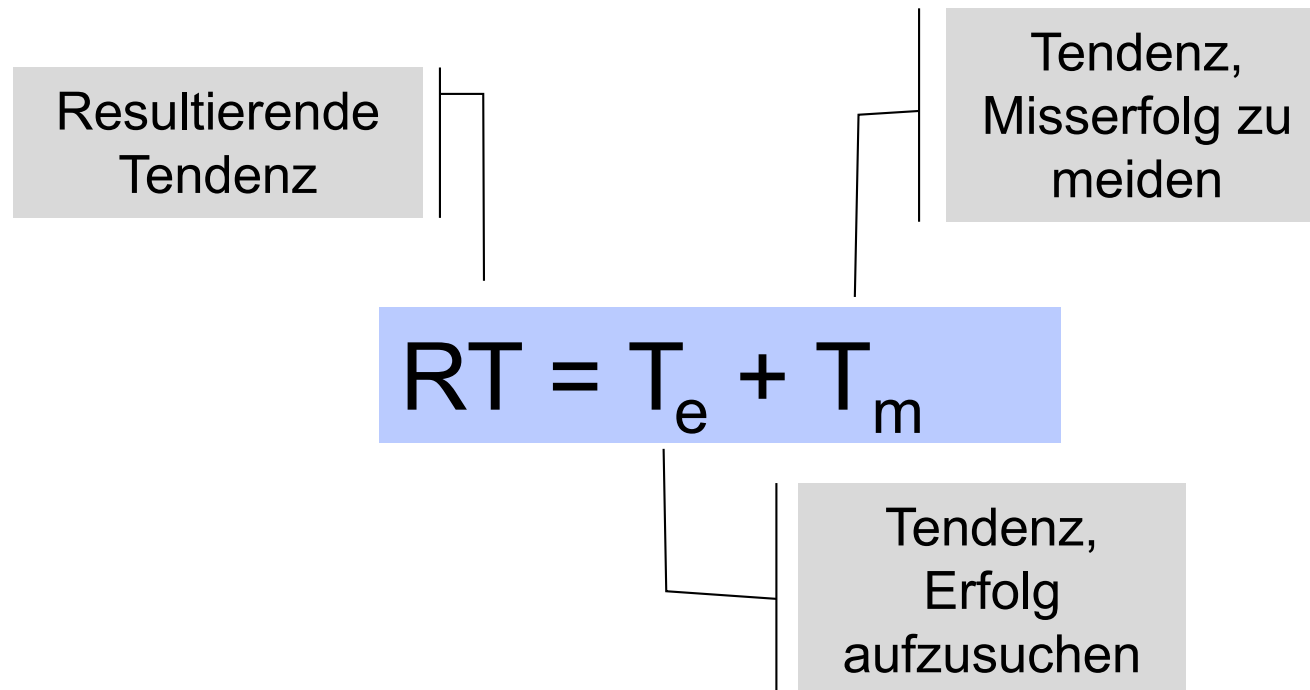 Resultierende
Tendenz
Tendenz,
Misserfolg zu
meiden
RT = Te + Tm
Tendenz,
Erfolg
aufzusuchen